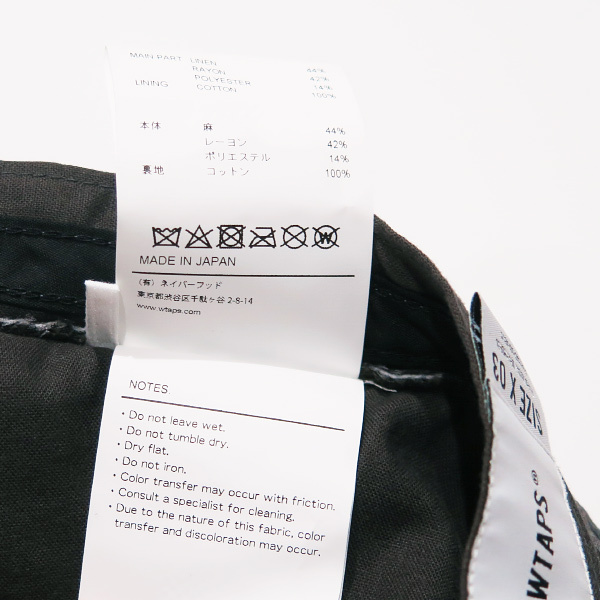 MAIN PART LINEN 44%
RAYON 42%
POLYESTER 14%
LINING COTTON 100%
本体 麻 44%
レーヨン 42%
ポリエステル 14%
裏地 コットン 100%
MADE IN JAPAN
(有) ネイバーフッド
東京都渋谷区千駄ヶ谷 2-8-14
www.wtaps.com
NOTES
・Do not leave wet.
・Do not tumble dry.
・Dry flat.
・Do not iron.
・Color transfer may occur with friction.
・Consult a specialist for cleaning.
・Due to the nature of this fabric, color
transfer and discoloration may occur.
SIZE X 03
WTAPS®